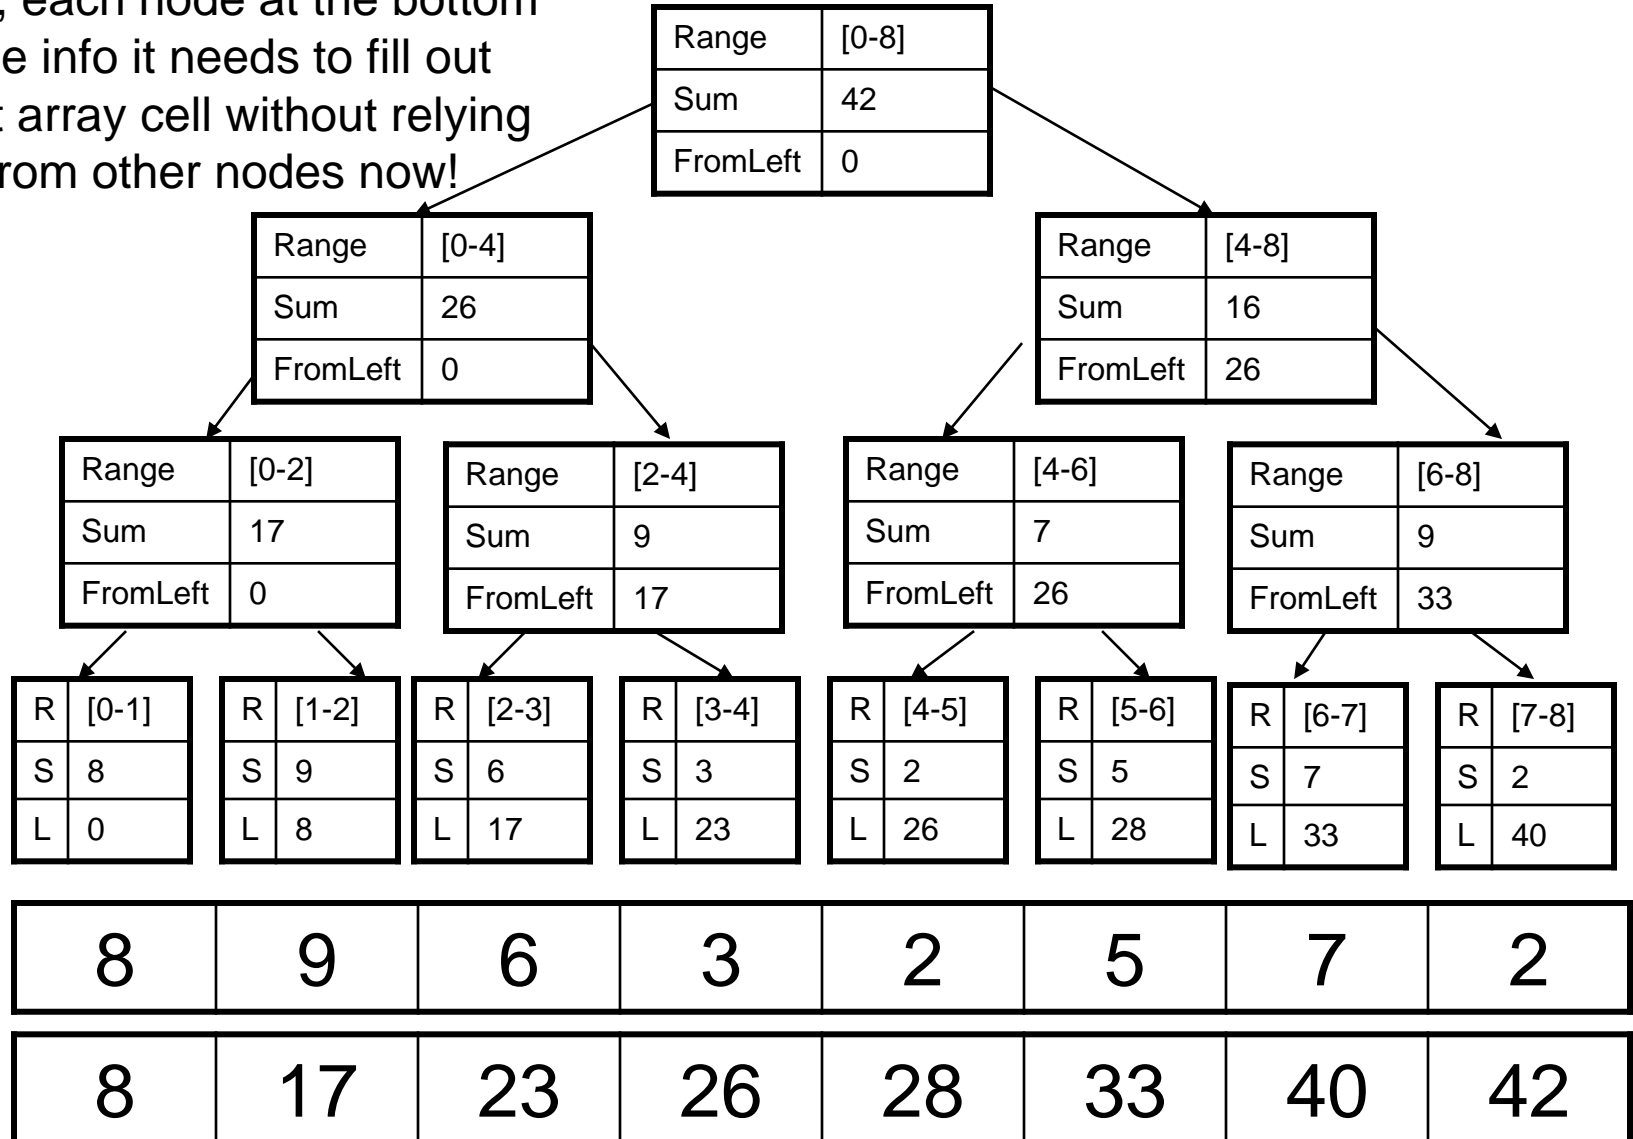 , each node at the bottom
e info it needs to fill out
t array cell without relying
rom other nodes now!
Range [0-8]
Sum 42
FromLeft 0
Range [0-4] Range [4-8]
Sum 26 Sum 16
FromLeft 0 FromLeft 26
Range [0-2] Range [2-4] Range [4-6] Range [6-8]
Sum 17 Sum 9 Sum 7 Sum 9
FromLeft 0 FromLeft 17 FromLeft 26 FromLeft 33
R [0-1] R [1-2] R [2-3] R [3-4] R [4-5] R [5-6] R [6-7] R [7-8]
S 8 S 9 S 6 S 3 S 2 S 5 S 7 S 2
L 0 L 8 L 17 L 23 L 26 L 28 L 33 L 40
8 9 6 3 2 5 7 2
8 17 23 26 28 33 40 42